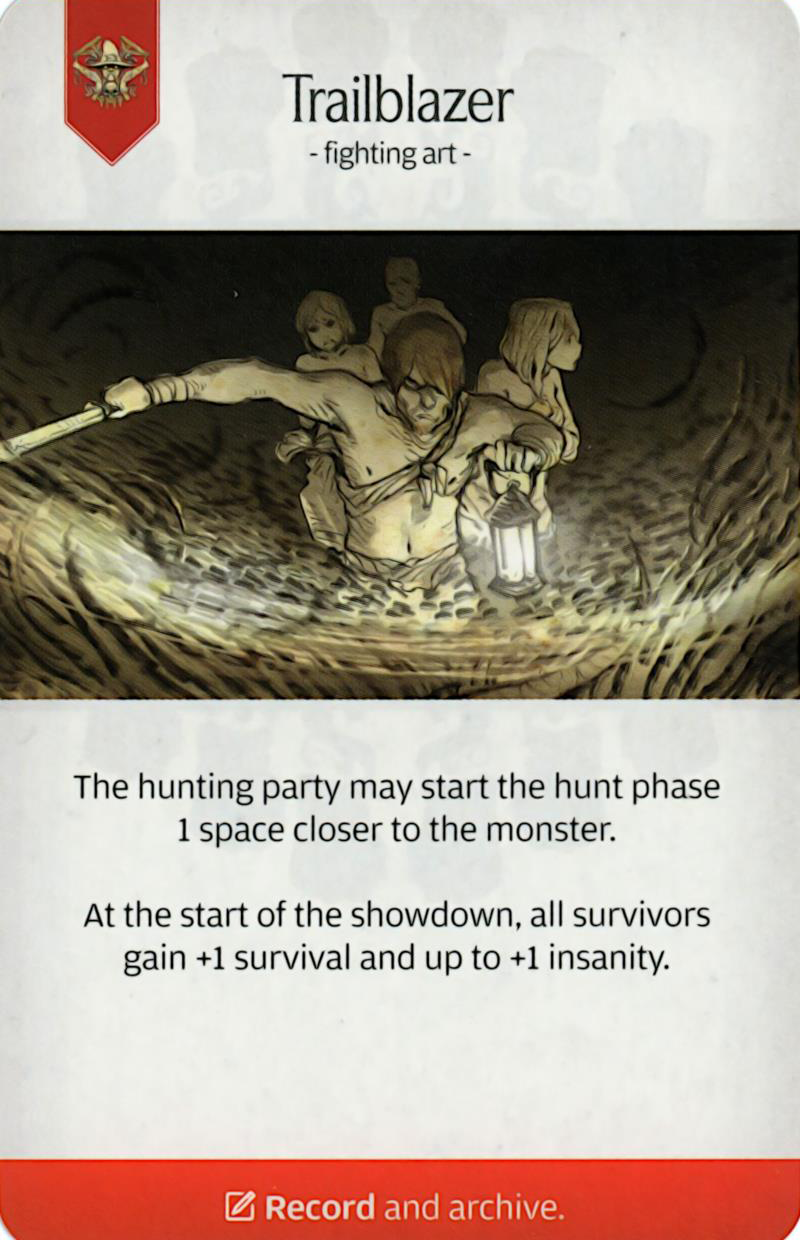 Trailblazer
- fighting art -
The hunting party may start the hunt phase
1 space closer to the monster.
At the start of the showdown, all survivors
gain +1 survival and up to +1 insanity.
Record and archive.